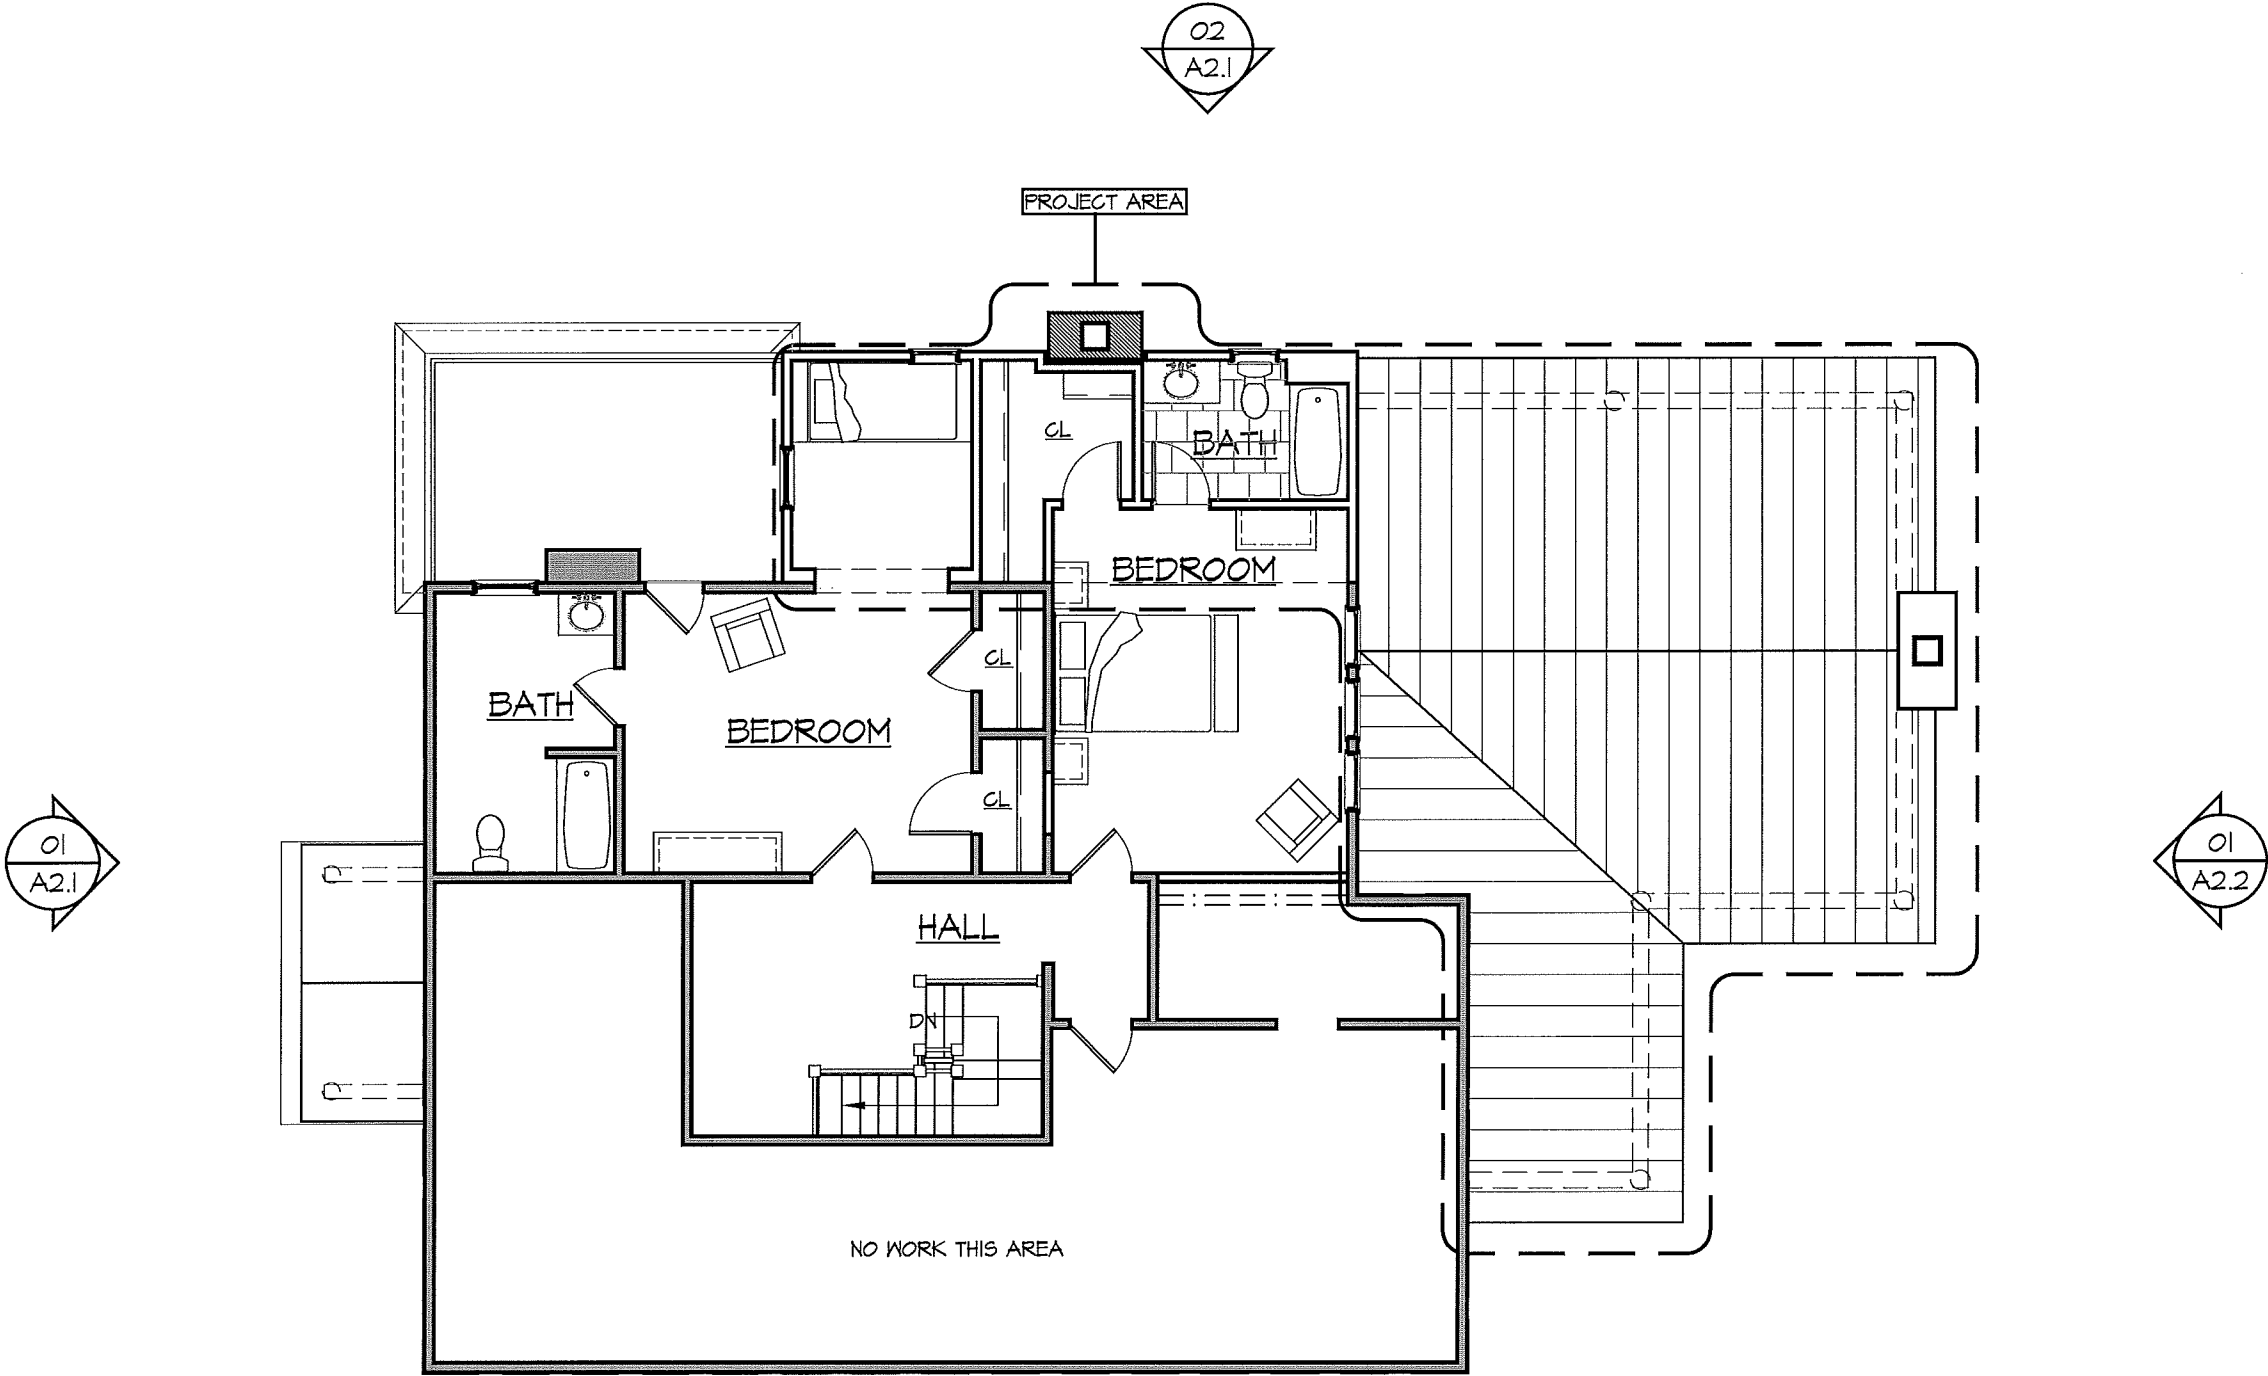 02
A2.1
PROJECT AREA
CL
BATH
BEDROOM
CL
BATH
BEDROOM
CL
01
A2.1
01
A2.2
HALL
DN
NO WORK THIS AREA